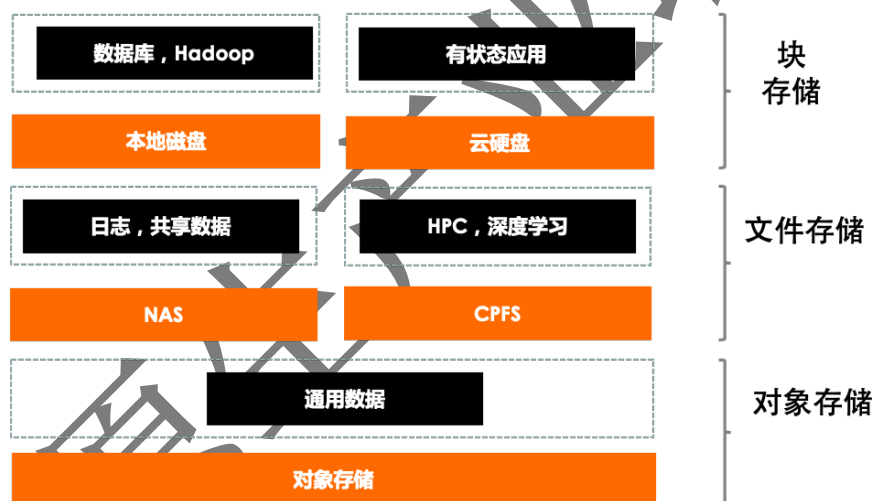 数据库，Hadoop
有状态应用
块
存储
本地磁盘
云硬盘
日志，共享数据
HPC，深度学习
文件存储
NAS
CPFS
通用数据
对象存储
对象存储